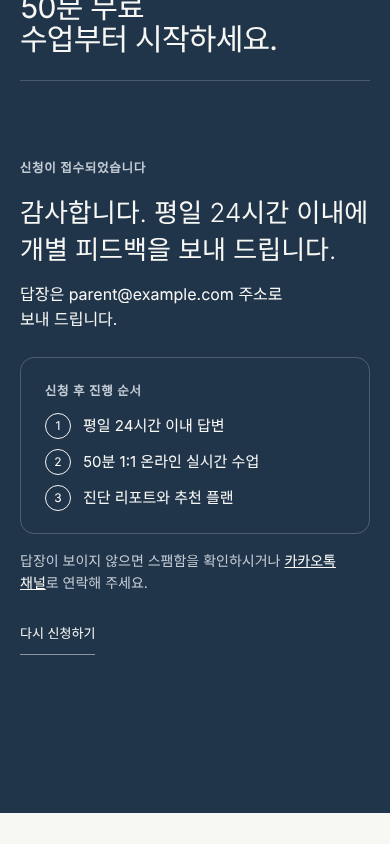 50분 무료
수업부터 시작하세요.
신청이 접수되었습니다
감사합니다. 평일 24시간 이내에
개별 피드백을 보내 드립니다.
답장은 parent@example.com 주소로
보내 드립니다.
신청 후 진행 순서
1 평일 24시간 이내 답변
2 50분 1:1 온라인 실시간 수업
3 진단 리포트와 추천 플랜
답장이 보이지 않으면 스팸함을 확인하시거나 카카오톡
채널로 연락해 주세요.
다시 신청하기